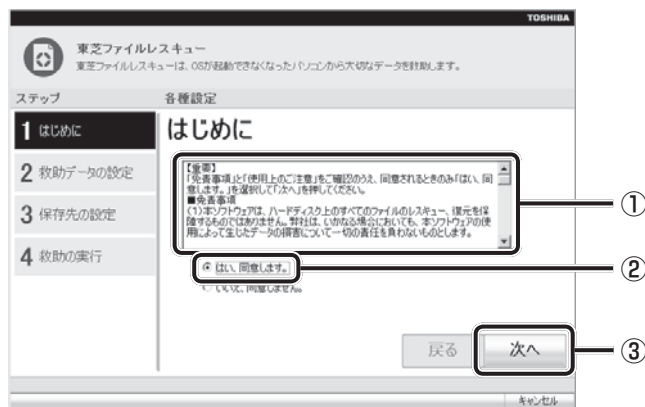 TOSHIBA
東芝ファイルレスキュー
東芝ファイルレスキューは、OSが起動できなくなったパソコンから大切なデータを救助します。
ステップ
各種設定
1 はじめに
2 救助データの設定
3 保存先の設定
4 救助の実行
はじめに
【重要】
「免責事項」と「使用上のご注意」をご確認のうえ、同意されるときのみ「はい、同
意します。」を選択して「次へ」を押してください。
■免責事項
(1)本ソフトウェアは、ハードディスク上のすべてのファイルのレスキュー、復元を保
障するものではありません。弊社は、いかなる場合においても、本ソフトウェアの使
用によって生じたデータの損害について一切の責任を負わないものとします。
①
はい、同意します。
②
いいえ、同意しません。
戻る
次へ
③
キャンセル